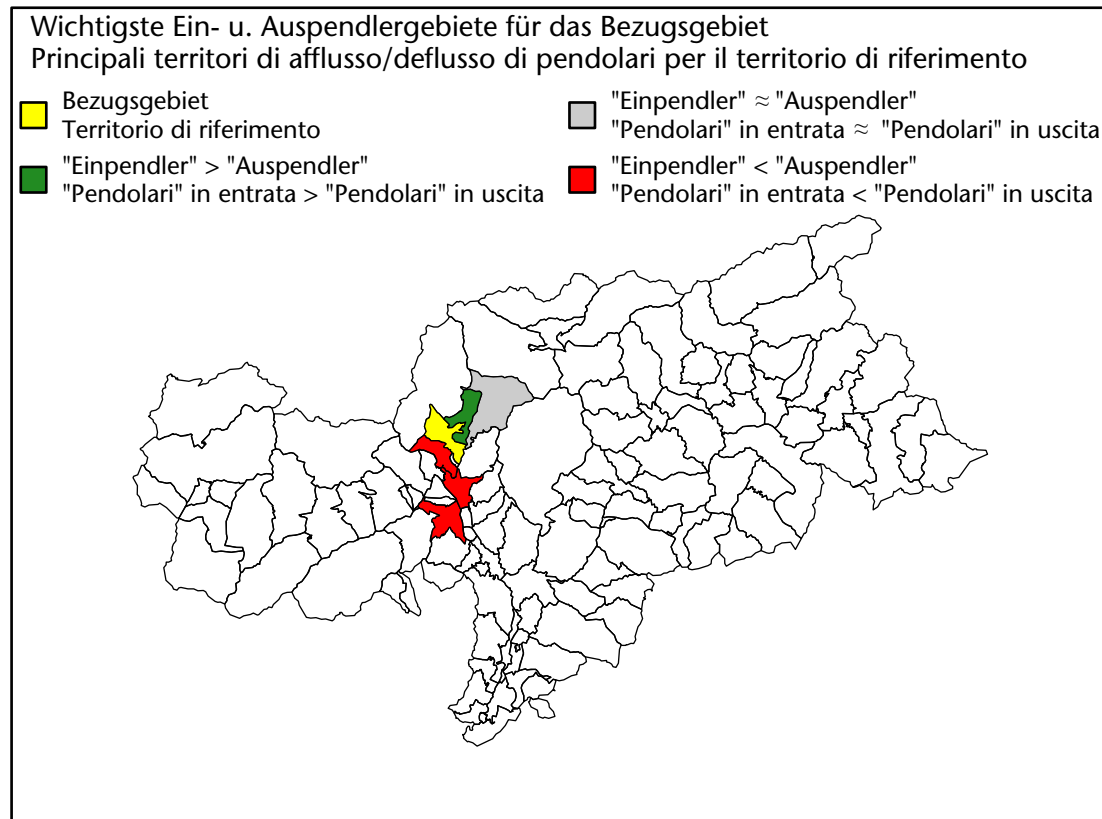 Wichtigste Ein- u. Auspendlergebiete für das Bezugsgebiet
Principali territori di afflusso/deflusso di pendolari per il territorio di riferimento
Bezugsgebiet
Territorio di riferimento
"Einpendler" > "Auspendler"
"Pendolari" in entrata > "Pendolari" in uscita
"Einpendler" ≈ "Auspendler"
"Pendolari" in entrata ≈ "Pendolari" in uscita
"Einpendler" < "Auspendler"
"Pendolari" in entrata < "Pendolari" in uscita